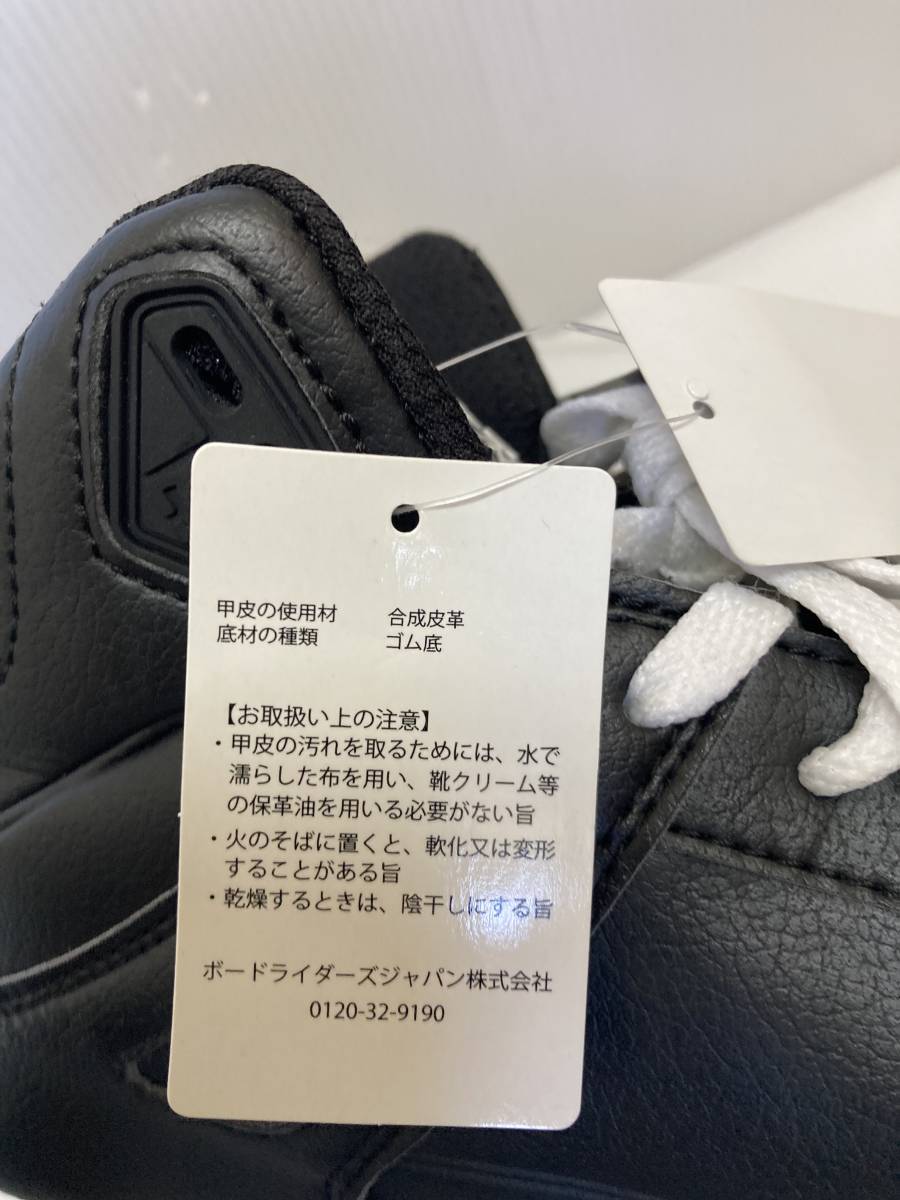 甲皮の使用材 合成皮革
底材の種類 ゴム底
【お取扱い上の注意】
・甲皮の汚れを取るためには、水で
濡らした布を用い、靴クリーム等
の保革油を用いる必要がない旨
・火のそばに置くと、軟化又は変形
することがある旨
・乾燥するときは、陰干しにする旨
ボードライダーズジャパン株式会社
0120-32-9190